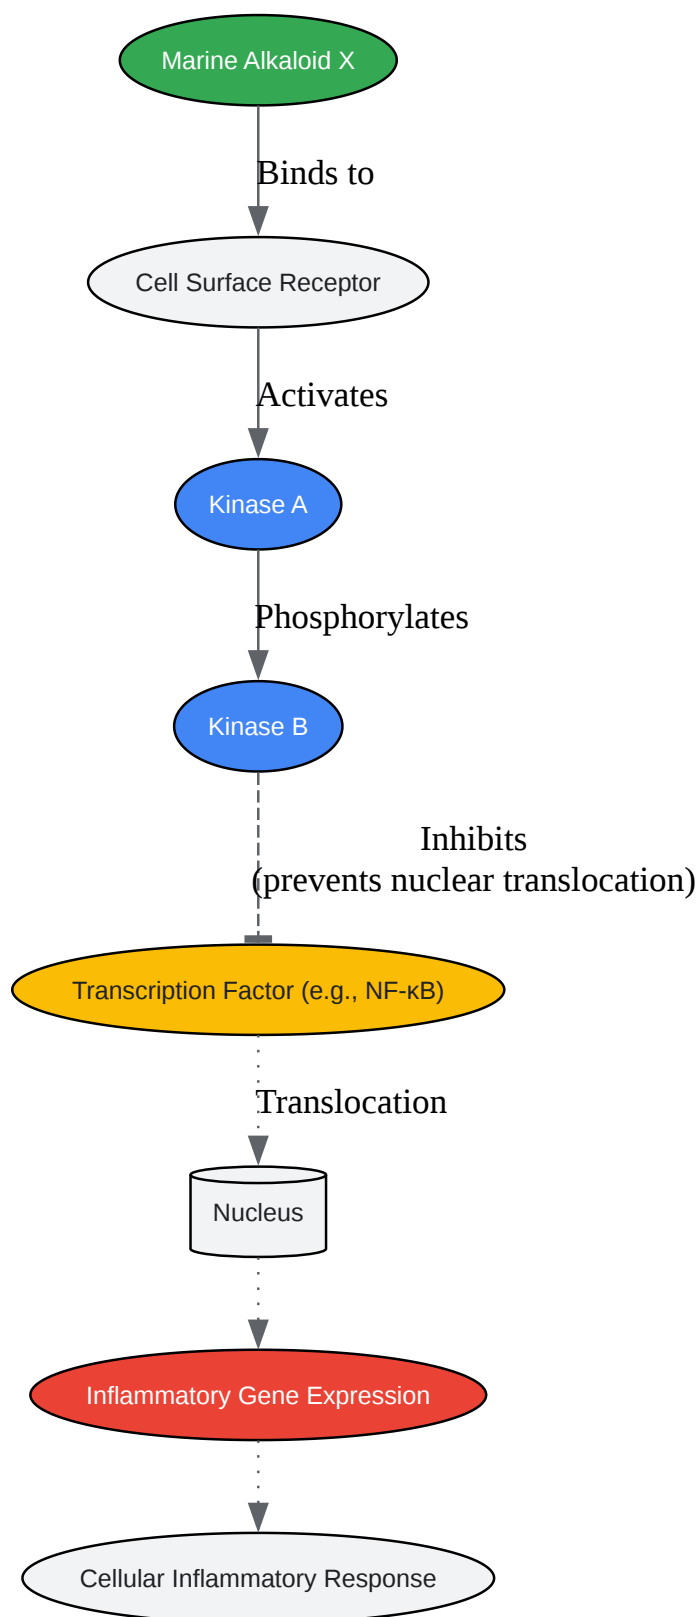 Marine Alkaloid X
Binds to
Cell Surface Receptor
Activates
Kinase A
Phosphorylates
Kinase B
Inhibits
(prevents nuclear translocation)
Transcription Factor (e.g., NF-κB)
Translocation
Nucleus
Inflammatory Gene Expression
Cellular Inflammatory Response